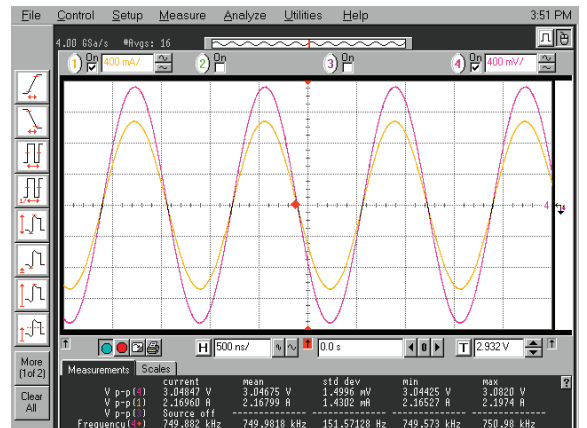 File Control Setup Measure Analyze Utilities Help 3:51 PM
4.00 GSa/s #Avgs: 16
1 On 400 mA/ 2 On 3 On 4 On 400 mV/
4
H 500 ns/ 0.0 s 0 T 2.932 V
More
(1of 2)
Clear
All
Measurements Scales ?
current mean std dev min max
V p-p(4) 3.04847 V 3.04675 V 1.4996 mV 3.04425 V 3.0820 V
V p-p(1) 2.16960 A 2.16799 A 1.4302 mA 2.16527 A 2.1974 A
V p-p(3) Source off
Frequency(4) 749.882 kHz 749.9818 kHz 151.57128 Hz 749.573 kHz 750.98 kHz